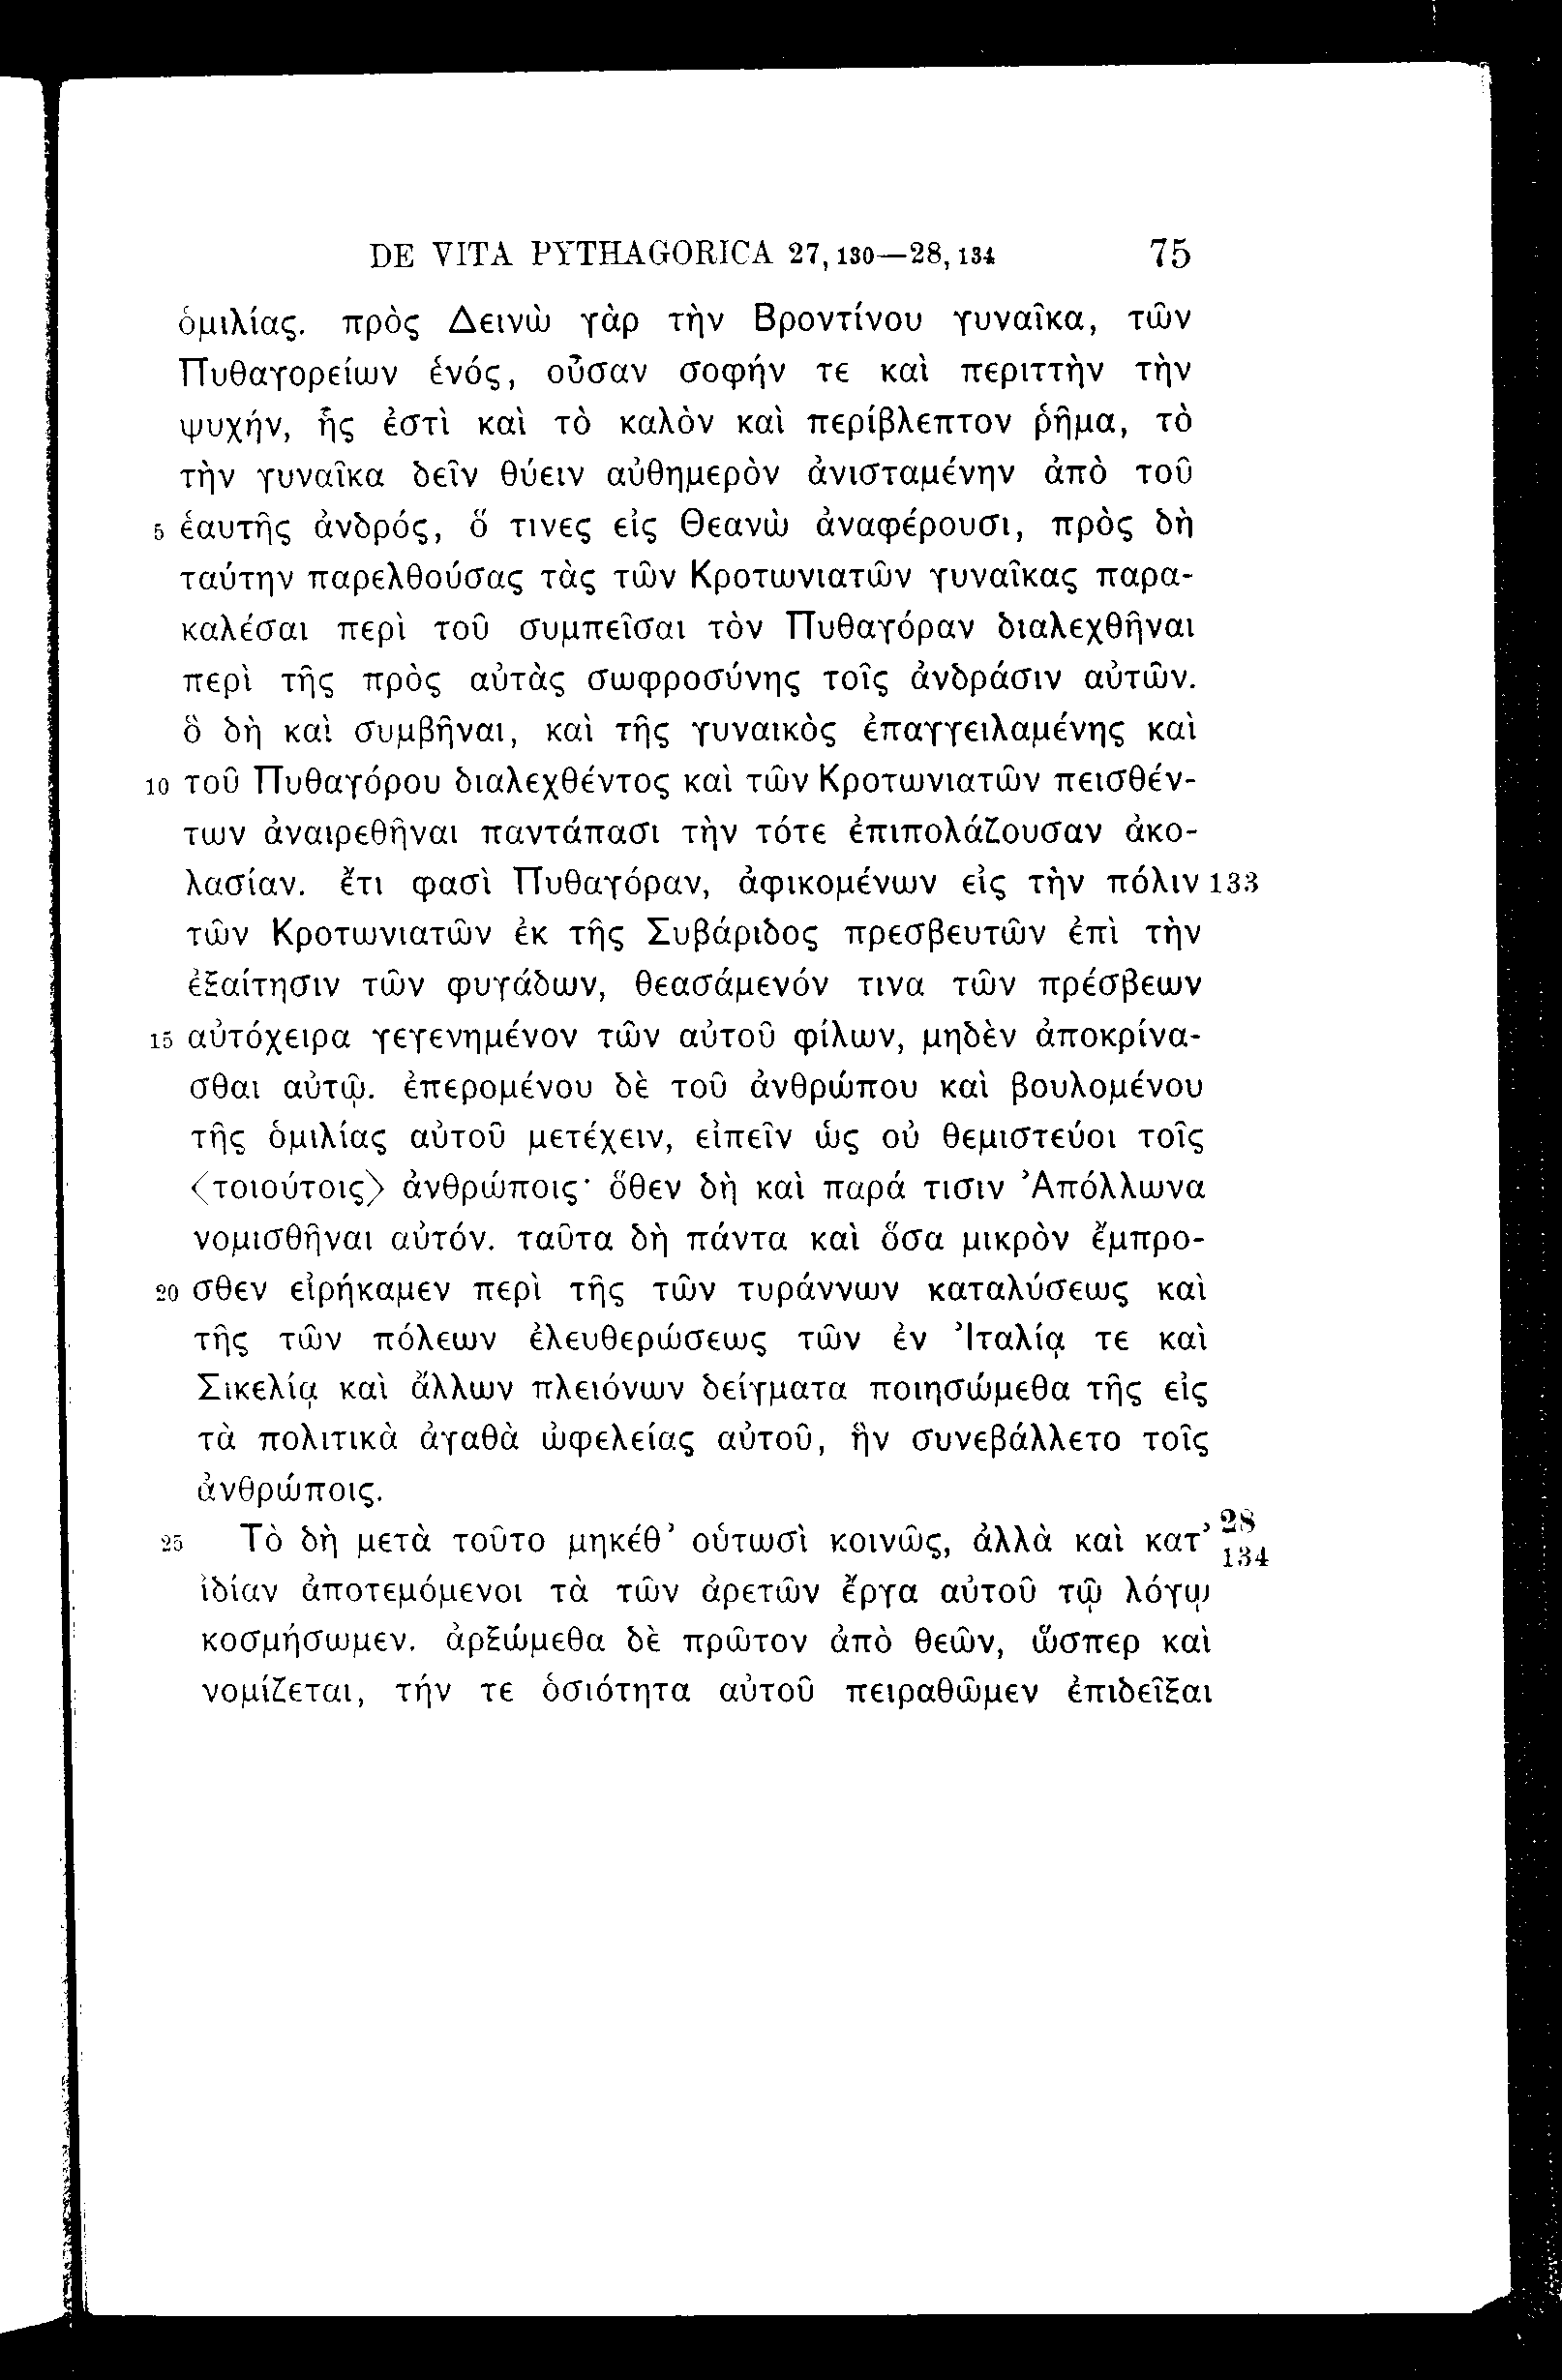 DE VITA PYTHAGORICA 27, 130—28, 134 75
ὁμιλίας. πρὸς Δεινὼ γὰρ τὴν Βροντίνου γυναῖκα, τῶν
Πυθαγορείων ἑνός, οὖσαν σοφήν τε καὶ περιττὴν τὴν
ψυχήν, ἧς ἐστὶ καὶ τὸ καλὸν καὶ περίβλεπτον ῥῆμα, τὸ
τὴν γυναῖκα δεῖν θύειν αὐθημερὸν ἀνισταμένην ἀπὸ τοῦ
5 ἑαυτῆς ἀνδρός, ὅ τινες εἰς Θεανὼ ἀναφέρουσι, πρὸς δὴ
ταύτην παρελθούσας τὰς τῶν Κροτωνιατῶν γυναῖκας παρα-
καλέσαι περὶ τοῦ συμπεῖσαι τὸν Πυθαγόραν διαλεχθῆναι
περὶ τῆς πρὸς αὐτὰς σωφροσύνης τοῖς ἀνδράσιν αὐτῶν.
ὃ δὴ καὶ συμβῆναι, καὶ τῆς γυναικὸς ἐπαγγειλαμένης καὶ
10 τοῦ Πυθαγόρου διαλεχθέντος καὶ τῶν Κροτωνιατῶν πεισθέν-
των ἀναιρεθῆναι παντάπασι τὴν τότε ἐπιπολάζουσαν ἀκο-
λασίαν. ἔτι φασὶ Πυθαγόραν, ἀφικομένων εἰς τὴν πόλιν 133
τῶν Κροτωνιατῶν ἐκ τῆς Συβάριδος πρεσβευτῶν ἐπὶ τὴν
ἐξαίτησιν τῶν φυγάδων, θεασάμενόν τινα τῶν πρέσβεων
15 αὐτόχειρα γεγενημένον τῶν αὑτοῦ φίλων, μηδὲν ἀποκρίνα-
σθαι αὐτῷ. ἐπερομένου δὲ τοῦ ἀνθρώπου καὶ βουλομένου
τῆς ὁμιλίας αὐτοῦ μετέχειν, εἰπεῖν ὡς οὐ θεμιστεύοι τοῖς
⟨τοιούτοις⟩ ἀνθρώποις· ὅθεν δὴ καὶ παρά τισιν Ἀπόλλωνα
νομισθῆναι αὐτόν. ταῦτα δὴ πάντα καὶ ὅσα μικρὸν ἔμπρο-
20 σθεν εἰρήκαμεν περὶ τῆς τῶν τυράννων καταλύσεως καὶ
τῆς τῶν πόλεων ἐλευθερώσεως τῶν ἐν Ἰταλίᾳ τε καὶ
Σικελίᾳ καὶ ἄλλων πλειόνων δείγματα ποιησώμεθα τῆς εἰς
τὰ πολιτικὰ ἀγαθὰ ὠφελείας αὐτοῦ, ἣν συνεβάλλετο τοῖς
ἀνθρώποις.
25 Τὸ δὴ μετὰ τοῦτο μηκέθ’ οὑτωσὶ κοινῶς, ἀλλὰ καὶ κατ’ 28 134
ἰδίαν ἀποτεμόμενοι τὰ τῶν ἀρετῶν ἔργα αὐτοῦ τῷ λόγῳ
κοσμήσωμεν. ἀρξώμεθα δὲ πρῶτον ἀπὸ θεῶν, ὥσπερ καὶ
νομίζεται, τήν τε ὁσιότητα αὐτοῦ πειραθῶμεν ἐπιδεῖξαι